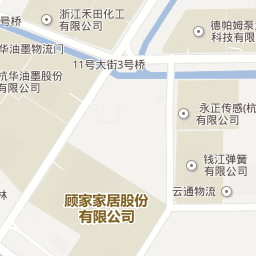 浙江禾田化工
有限公司
号桥
德帕姆泵
科技有限
华油墨物流门
11号大街3号桥
杭华油墨股份
有限公司
永正传感(杭
有限公司
钱江弹簧
有限公司
云通物流
林
顾家家居股份
有限公司